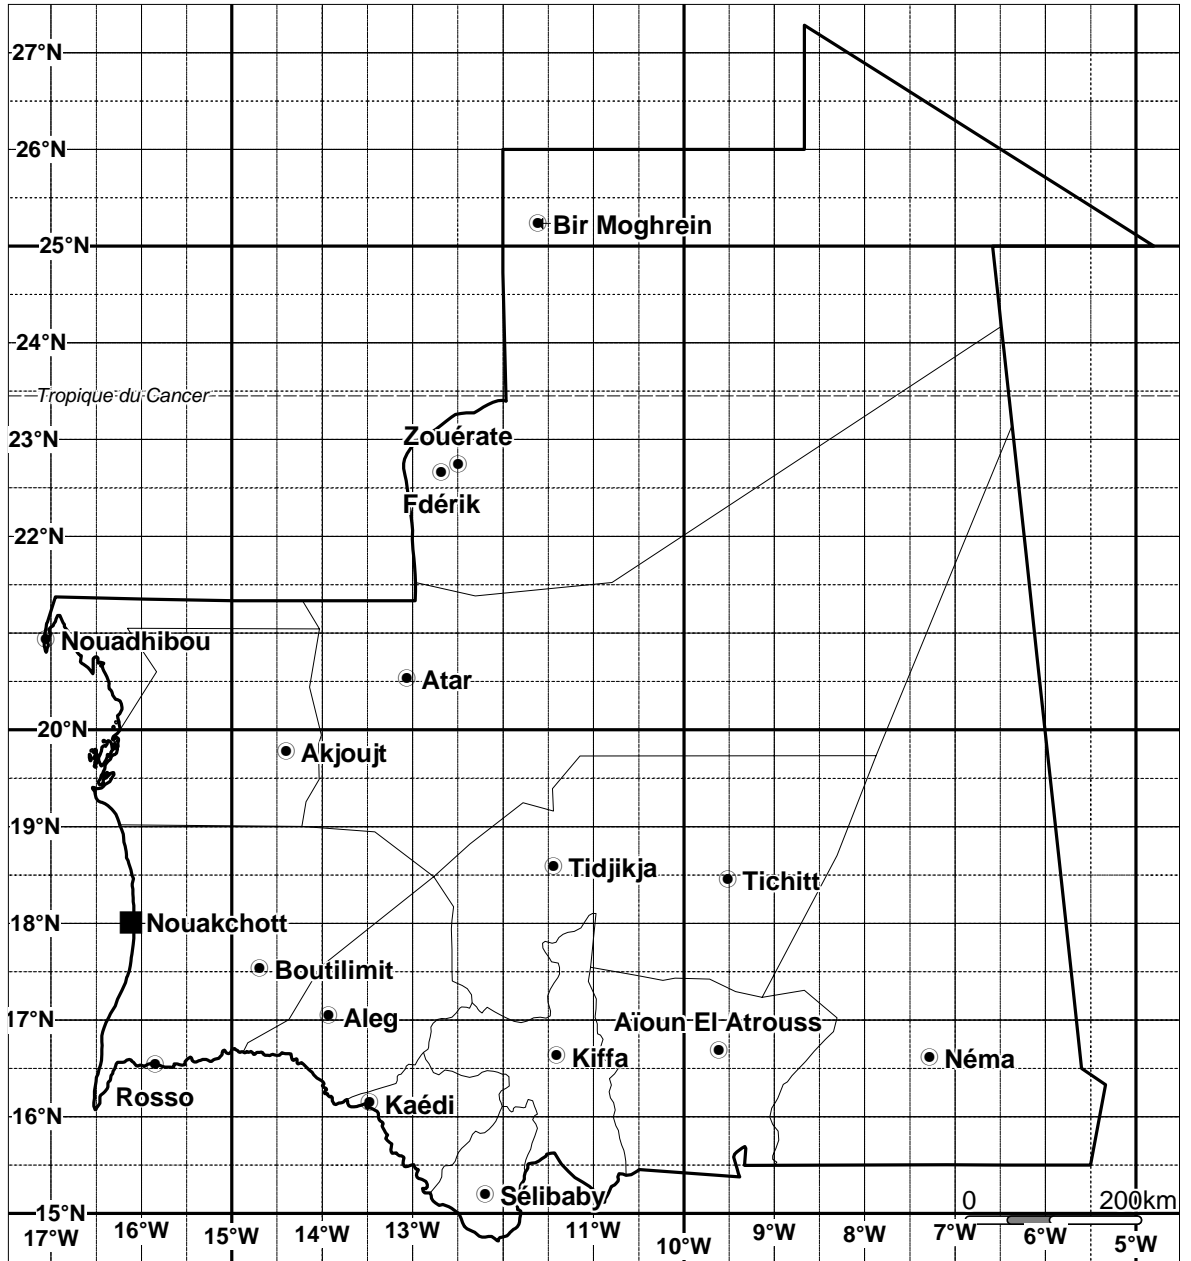 27°N
26°N
Bir Moghrein
25°N
24°N
Tropique du Cancer
23°N
Zouérate
Fdérik
22°N
Nouadhibou
Atar
20°N
Akjoujt
19°N
Tidjikja
Tichitt
18°N
Nouakchott
Boutilimit
17°N
Aleg
Aïoun El Atrouss
Kiffa
Néma
Rosso
16°N
Kaédi
Sélibaby
0 200km
15°N
17°W 16°W 15°W 14°W 13°W 12°W 11°W 10°W 9°W 8°W 7°W 6°W 5°W